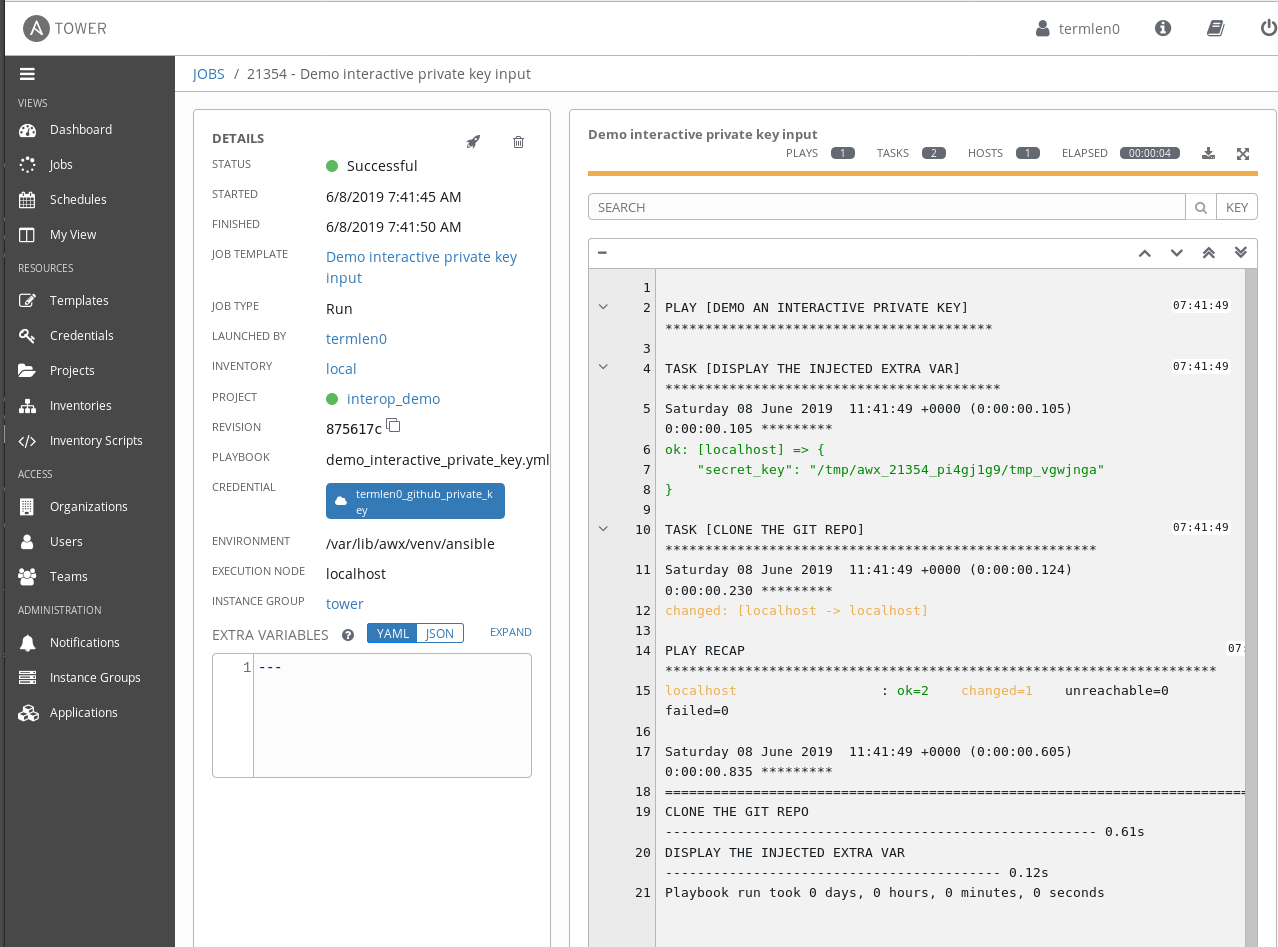 TOWER
termlen0
JOBS / 21354 - Demo interactive private key input
VIEWS
Dashboard
Jobs
Schedules
My View
RESOURCES
Templates
Credentials
Projects
Inventories
Inventory Scripts
ACCESS
Organizations
Users
Teams
ADMINISTRATION
Notifications
Instance Groups
Applications
DETAILS
STATUS Successful
STARTED 6/8/2019 7:41:45 AM
FINISHED 6/8/2019 7:41:50 AM
JOB TEMPLATE Demo interactive private key
input
JOB TYPE Run
LAUNCHED BY termlen0
INVENTORY local
PROJECT interop_demo
REVISION 875617c
PLAYBOOK demo_interactive_private_key.yml
CREDENTIAL termlen0_github_private_k
ey
ENVIRONMENT /var/lib/awx/venv/ansible
EXECUTION NODE localhost
INSTANCE GROUP tower
EXTRA VARIABLES ? YAML JSON EXPAND
1 ---
Demo interactive private key input
PLAYS 1 TASKS 2 HOSTS 1 ELAPSED 00:00:04
SEARCH KEY
1
2 PLAY [DEMO AN INTERACTIVE PRIVATE KEY] 07:41:49
*****************************************
3
4 TASK [DISPLAY THE INJECTED EXTRA VAR] 07:41:49
******************************************
5 Saturday 08 June 2019  11:41:49 +0000 (0:00:00.105)
0:00:00.105 *********
6 ok: [localhost] => {
7     "secret_key": "/tmp/awx_21354_pi4gj1g9/tmp_vgwjnga"
8 }
9
10 TASK [CLONE THE GIT REPO] 07:41:49
******************************************************
11 Saturday 08 June 2019  11:41:49 +0000 (0:00:00.124)
0:00:00.230 *********
12 changed: [localhost -> localhost]
13
14 PLAY RECAP 07:
*********************************************************************
15 localhost                  : ok=2    changed=1    unreachable=0
failed=0
16
17 Saturday 08 June 2019  11:41:49 +0000 (0:00:00.605)
0:00:00.835 *********
18 =========================================================================
19 CLONE THE GIT REPO
------------------------------------------------------ 0.61s
20 DISPLAY THE INJECTED EXTRA VAR
------------------------------------------ 0.12s
21 Playbook run took 0 days, 0 hours, 0 minutes, 0 seconds